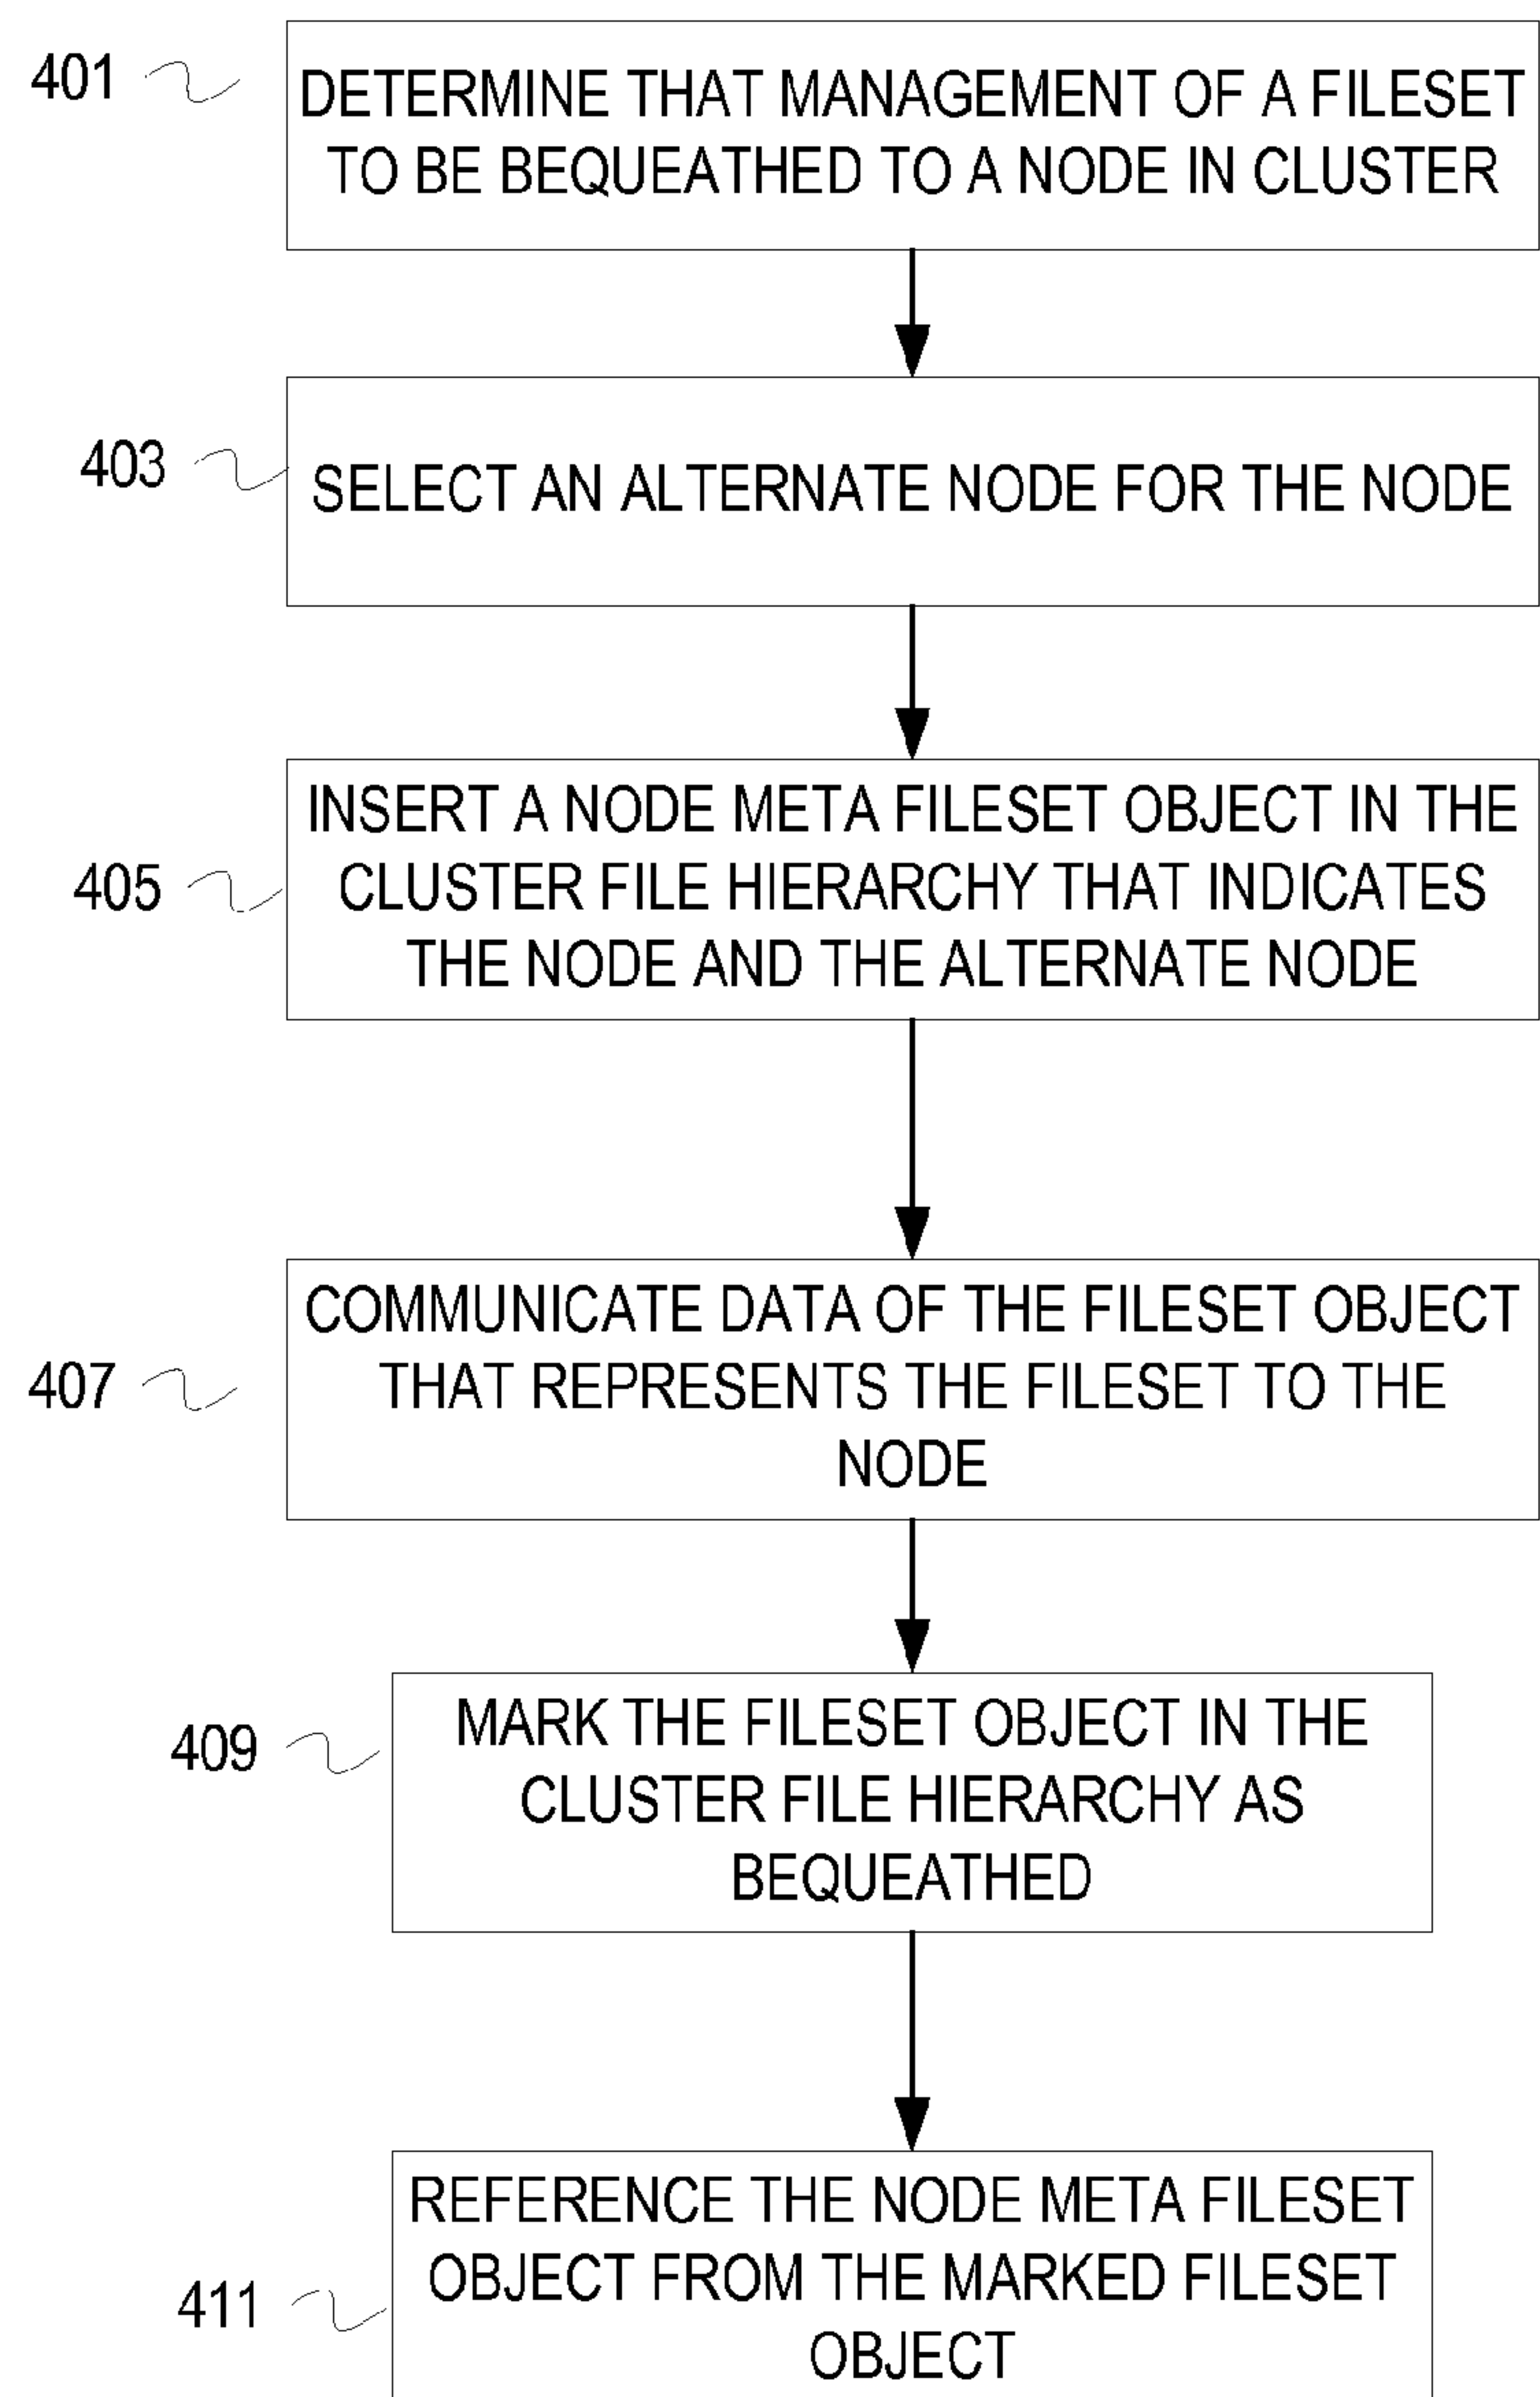 401
DETERMINE THAT MANAGEMENT OF A FILESET
TO BE BEQUEATHED TO A NODE IN CLUSTER
403
SELECT AN ALTERNATE NODE FOR THE NODE
405
INSERT A NODE META FILESET OBJECT IN THE
CLUSTER FILE HIERARCHY THAT INDICATES
THE NODE AND THE ALTERNATE NODE
407
COMMUNICATE DATA OF THE FILESET OBJECT
THAT REPRESENTS THE FILESET TO THE
NODE
409
MARK THE FILESET OBJECT IN THE
CLUSTER FILE HIERARCHY AS
BEQUEATHED
411
REFERENCE THE NODE META FILESET
OBJECT FROM THE MARKED FILESET
OBJECT